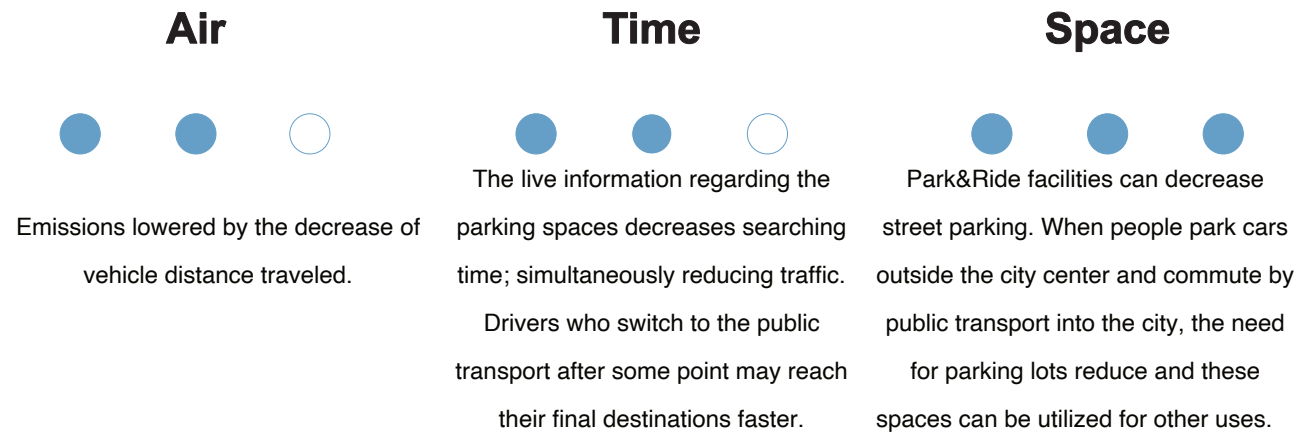 Air
Emissions lowered by the decrease of
vehicle distance traveled.
Time
The live information regarding the
parking spaces decreases searching
time; simultaneously reducing traffic.
Drivers who switch to the public
transport after some point may reach
their final destinations faster.
Space
Park&Ride facilities can decrease
street parking. When people park cars
outside the city center and commute by
public transport into the city, the need
for parking lots reduce and these
spaces can be utilized for other uses.